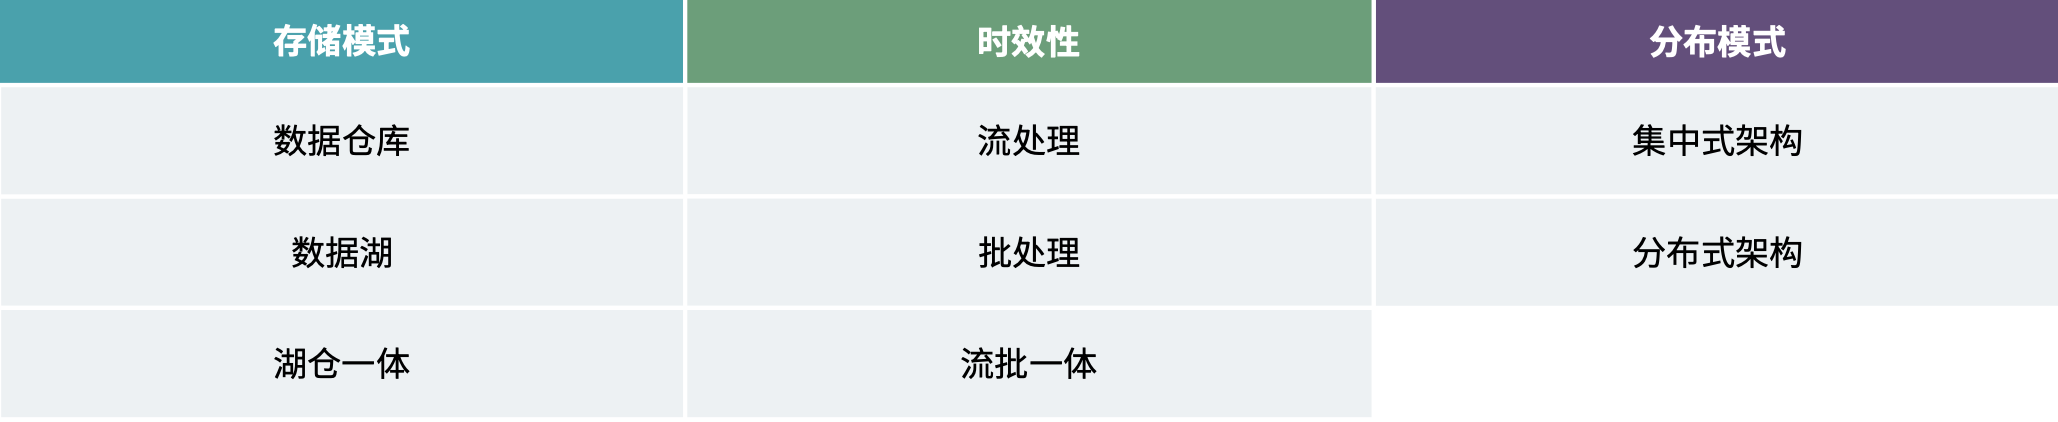 存储模式 时效性 分布模式
数据仓库 流处理 集中式架构
数据湖 批处理 分布式架构
湖仓一体 流批一体